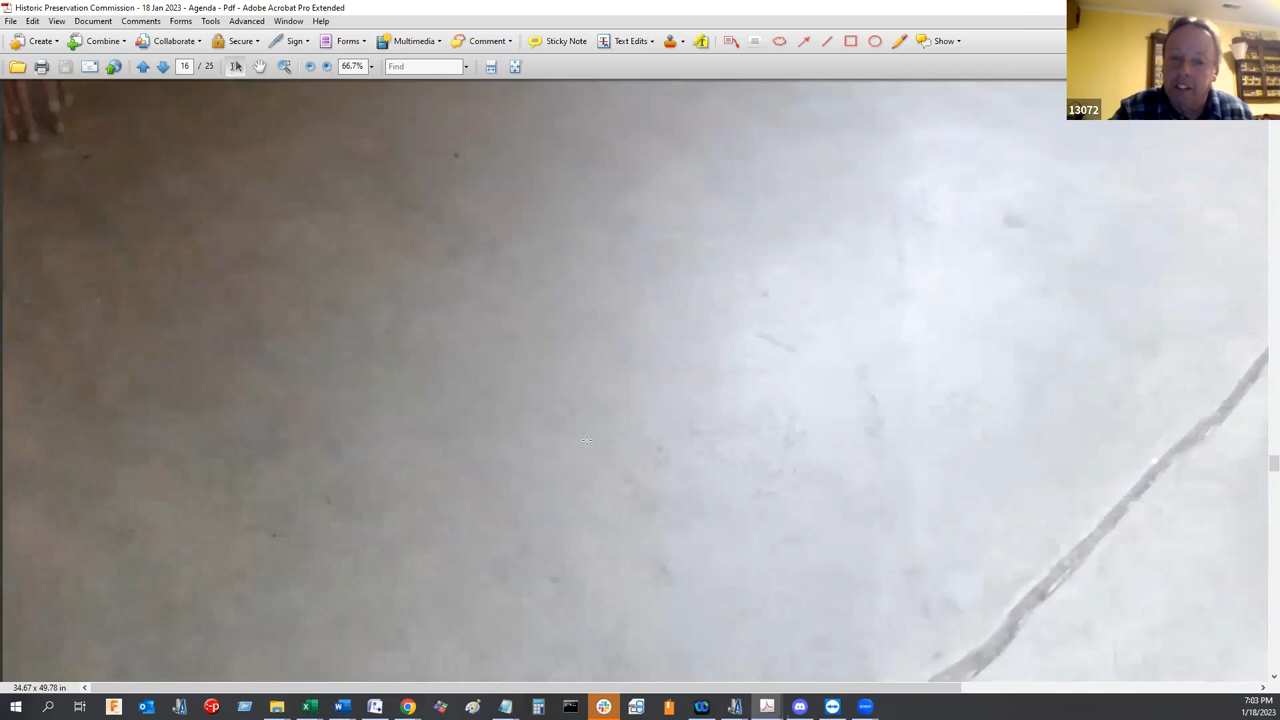 Historic Preservation Commission - 18 Jan 2023 - Agenda - Pdf - Adobe Acrobat Pro Extended
File Edit View Document Comments Forms Tools Advanced Window Help
Create Combine Collaborate Secure Sign Forms Multimedia Comment Sticky Note Text Edits Show
16 / 25 66.7% Find
13072
34.67 x 49.78 in
7:03 PM
1/18/2023